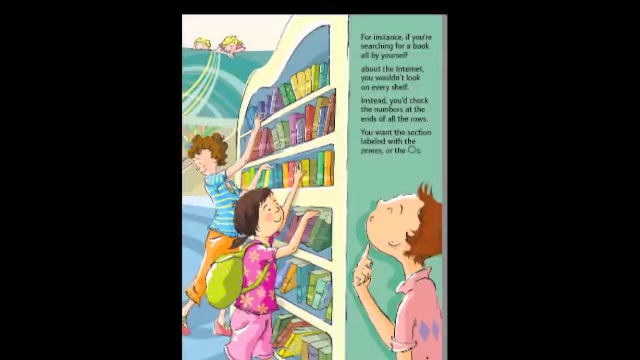 For instance, if you're
searching for a book
all by yourself
about the Internet,
you wouldn't look
on every shelf.
Instead, you'd check
the numbers at the
ends of all the rows.
You want the section
labeled with the
zeroes, or the Os.